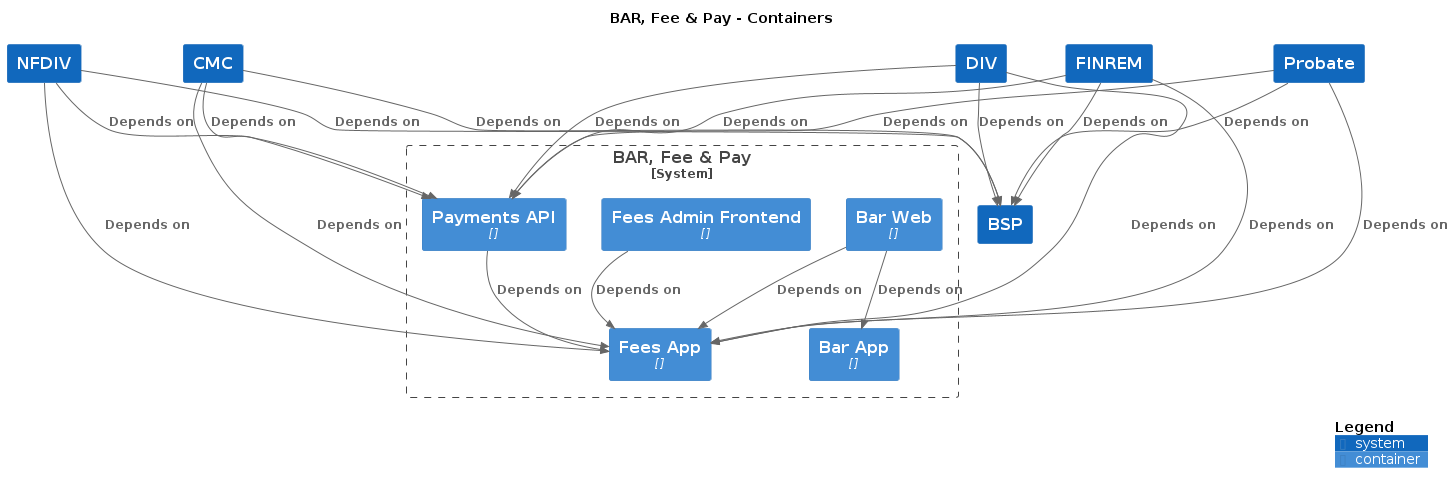 BAR, Fee & Pay - Containers
NFDIV
CMC
DIV
FINREM
Probate
Depends on
Depends on
Depends on
Depends on
Depends on
Depends on
Depends on
Depends on
Depends on
Depends on
BAR, Fee & Pay
[System]
Payments API
[]
Fees Admin Frontend
[]
Bar Web
[]
BSP
Depends on
Depends on
Depends on
Depends on
Depends on
Depends on
Depends on
Depends on
Depends on
Fees App
[]
Bar App
[]
Legend
system
container